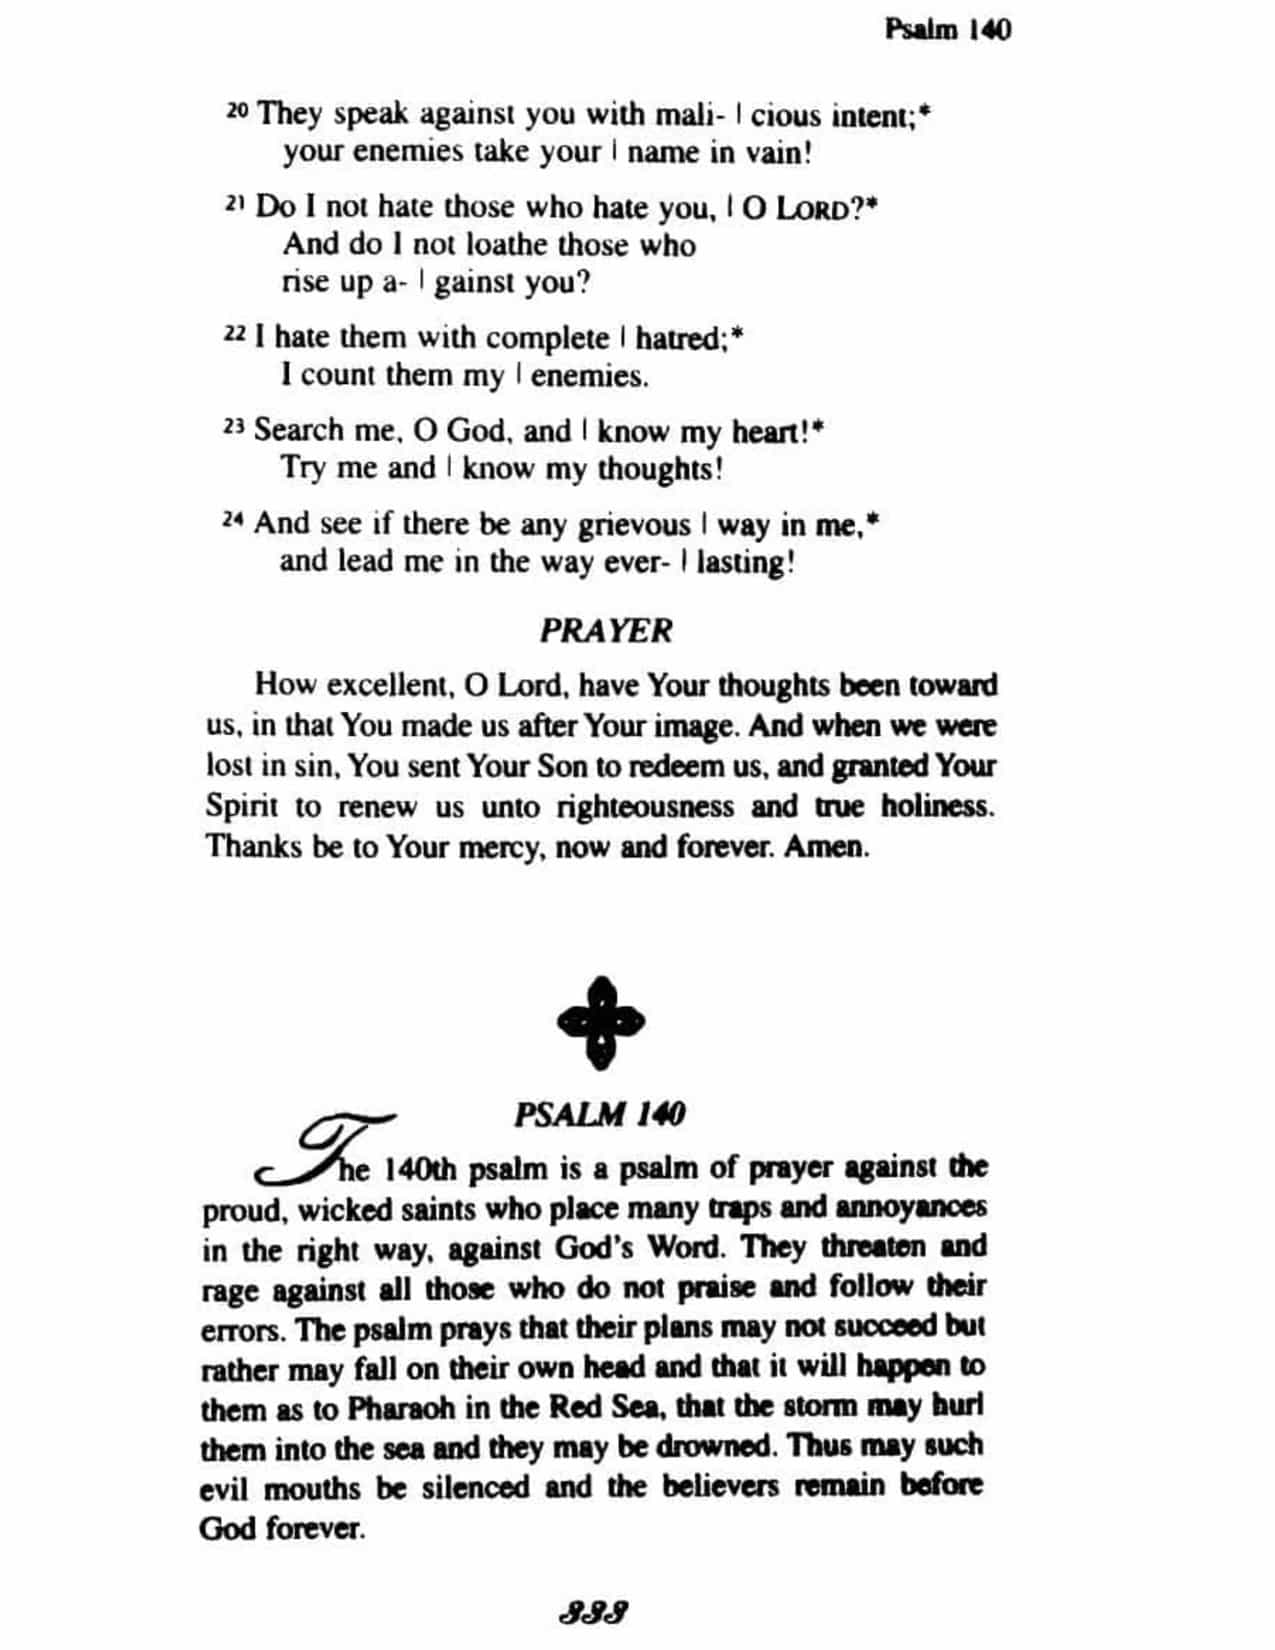 Psalm 140
20 They speak against you with mali- | cious intent;*
your enemies take your | name in vain!
21 Do I not hate those who hate you, | O LORD?*
And do I not loathe those who
rise up a- | gainst you?
22 I hate them with complete | hatred;*
I count them my | enemies.
23 Search me, O God, and | know my heart!*
Try me and | know my thoughts!
24 And see if there be any grievous | way in me,*
and lead me in the way ever- | lasting!
PRAYER
How excellent, O Lord, have Your thoughts been toward
us, in that You made us after Your image. And when we were
lost in sin, You sent Your Son to redeem us, and granted Your
Spirit to renew us unto righteousness and true holiness.
Thanks be to Your mercy, now and forever. Amen.
PSALM 140
The 140th psalm is a psalm of prayer against the
proud, wicked saints who place many traps and annoyances
in the right way, against God's Word. They threaten and
rage against all those who do not praise and follow their
errors. The psalm prays that their plans may not succeed but
rather may fall on their own head and that it will happen to
them as to Pharaoh in the Red Sea, that the storm may hurl
them into the sea and they may be drowned. Thus may such
evil mouths be silenced and the believers remain before
God forever.
333